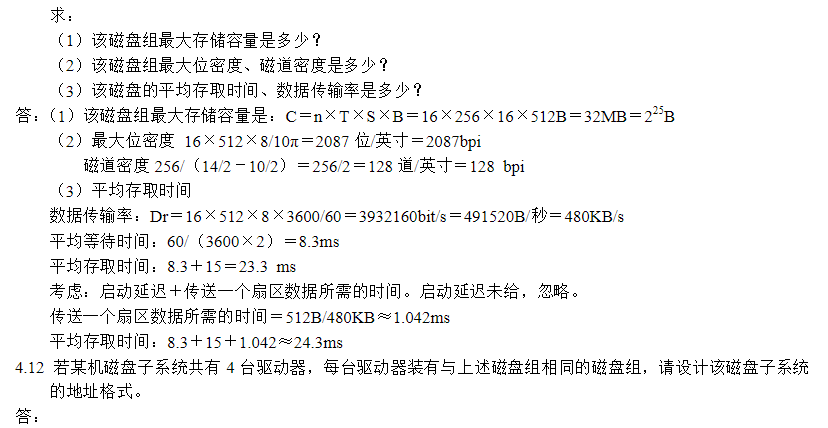 求：
（1）该磁盘组最大存储容量是多少？
（2）该磁盘组最大位密度、磁道密度是多少？
（3）该磁盘的平均存取时间、数据传输率是多少？
答：（1）该磁盘组最大存储容量是：C＝n×T×S×B＝16×256×16×512B＝32MB＝2²⁵B
（2）最大位密度 16×512×8/10π＝2087 位/英寸＝2087bpi
磁道密度 256/（14/2－10/2）＝256/2＝128 道/英寸＝128 bpi
（3）平均存取时间
数据传输率：Dr＝16×512×8×3600/60＝3932160bit/s＝491520B/秒＝480KB/s
平均等待时间：60/（3600×2）＝8.3ms
平均存取时间：8.3＋15＝23.3 ms
考虑：启动延迟＋传送一个扇区数据所需的时间。启动延迟未给，忽略。
传送一个扇区数据所需的时间＝512B/480KB≈1.042ms
平均存取时间：8.3＋15＋1.042≈24.3ms
4.12 若某机磁盘子系统共有 4 台驱动器，每台驱动器装有与上述磁盘组相同的磁盘组，请设计该磁盘子系统
的地址格式。
答：